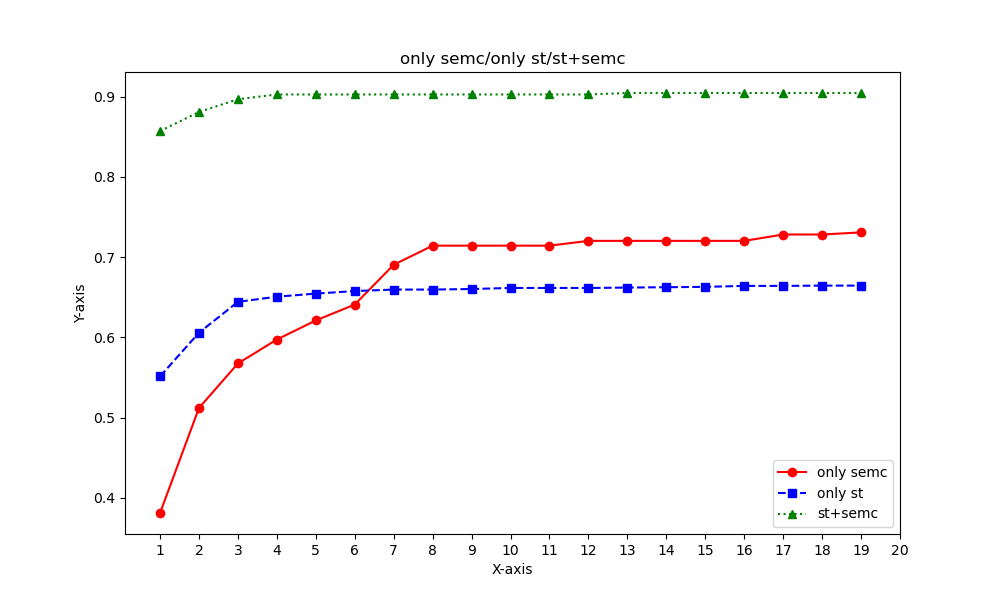 only semc/only st/st+semc
Y-axis
0.9
0.8
0.7
0.6
0.5
0.4
only semc
only st
st+semc
1 2 3 4 5 6 7 8 9 10 11 12 13 14 15 16 17 18 19 20
X-axis